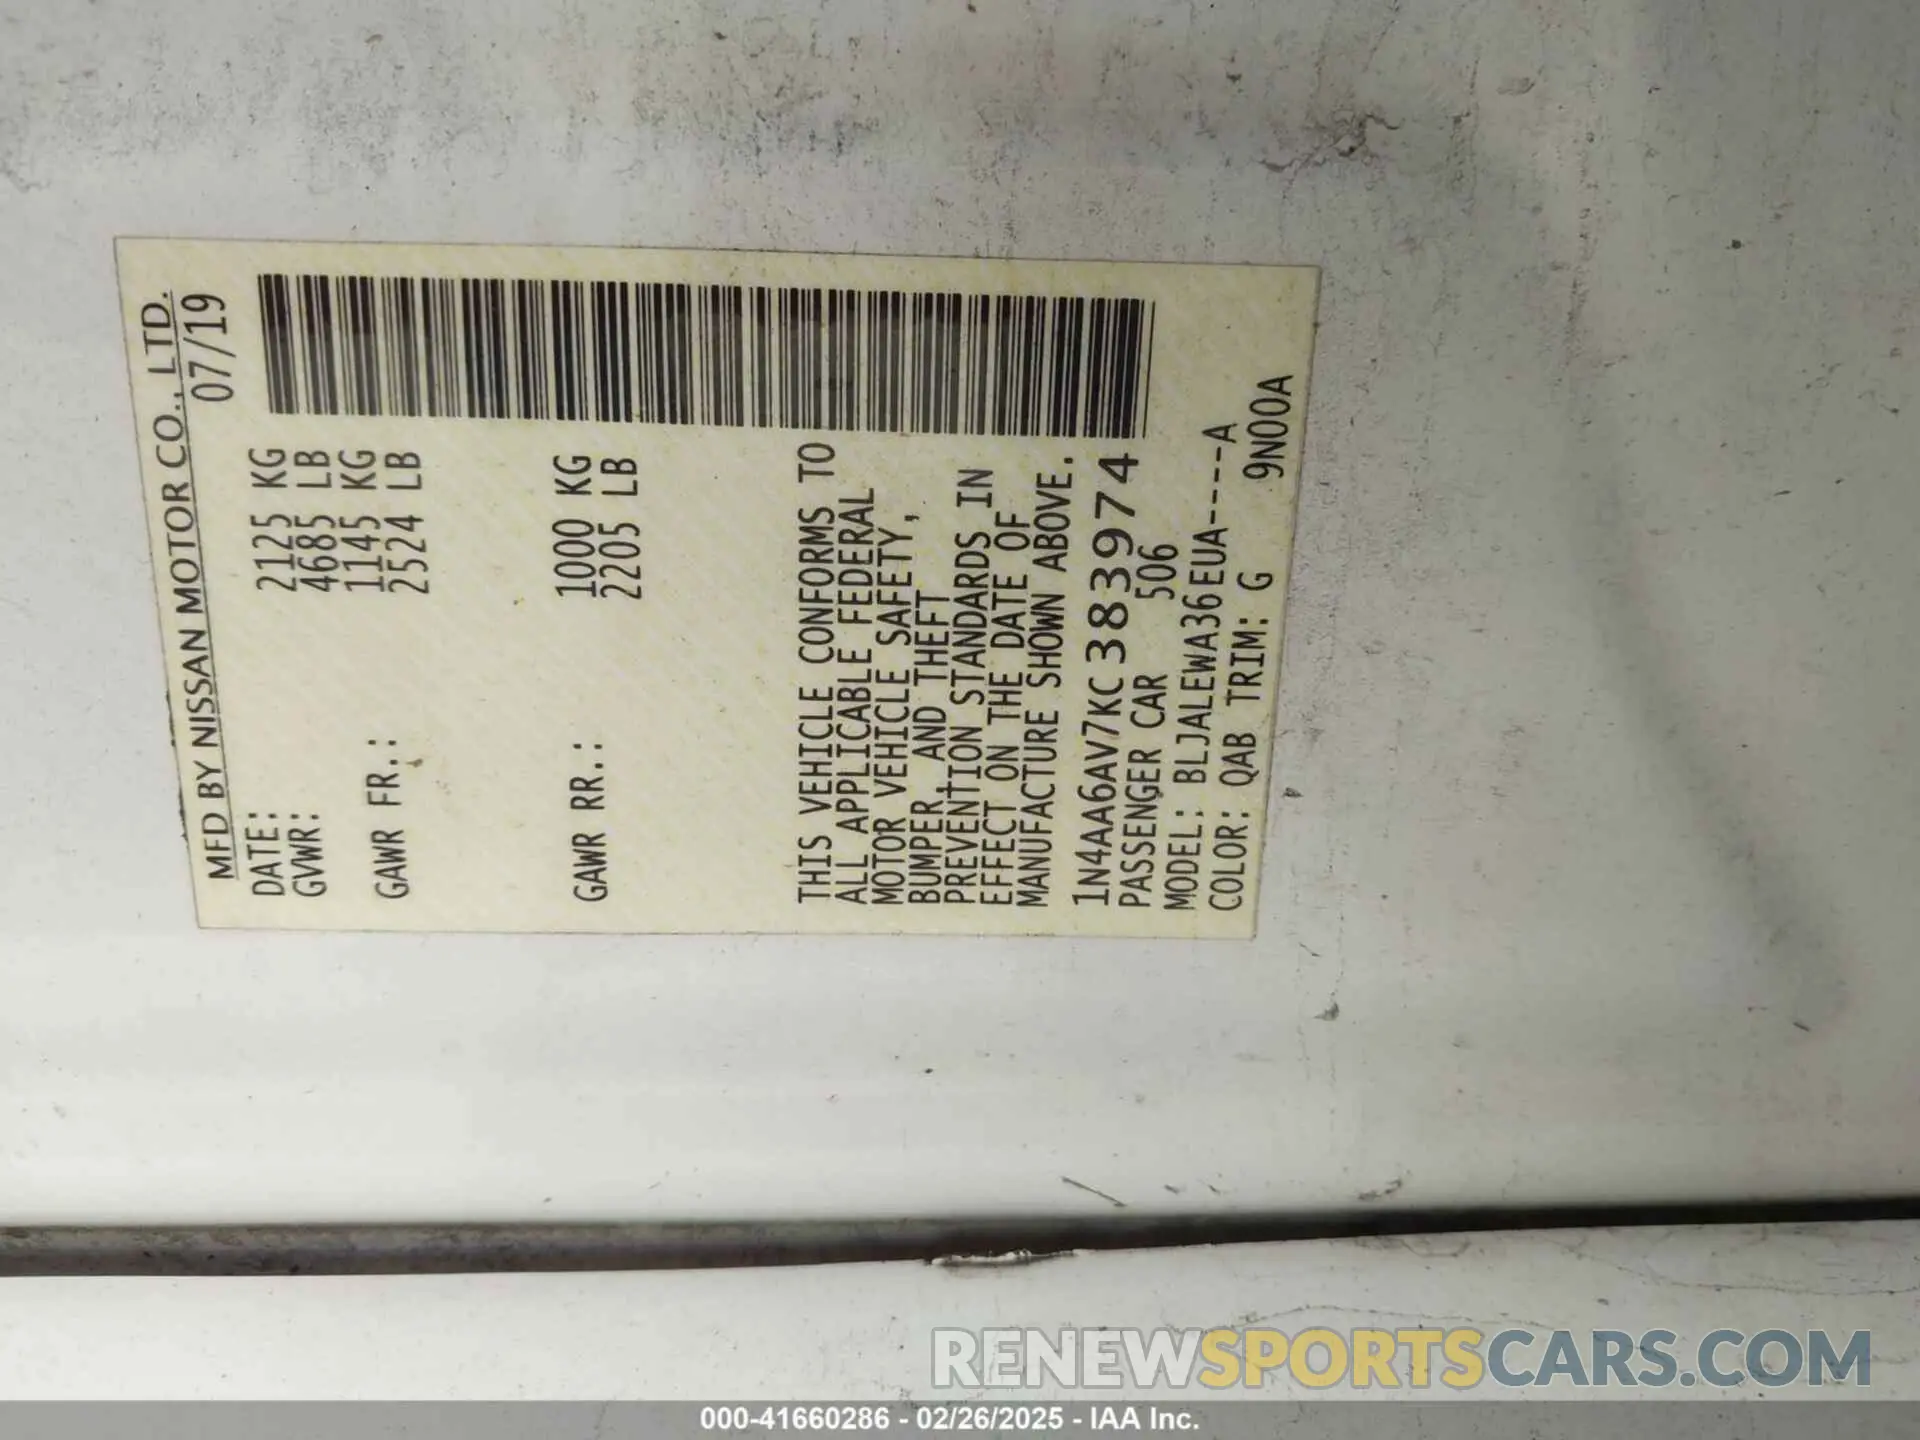 MFD BY NISSAN MOTOR CO., LTD.
DATE: 07/19
GVWR: 2125 KG
4685 LB
GAWR FR.: 1145 KG
2524 LB
GAWR RR.: 1000 KG
2205 LB
THIS VEHICLE CONFORMS TO
ALL APPLICABLE FEDERAL
MOTOR VEHICLE SAFETY,
BUMPER, AND THEFT
PREVENTION STANDARDS IN
EFFECT ON THE DATE OF
MANUFACTURE SHOWN ABOVE.
1N4AA6AV7KC383974
PASSENGER CAR 506
MODEL: BLJALEWA36EUA----A
COLOR: QAB TRIM: G 9N00A
RENEWSPORTSCARS.COM
000-41660286 - 02/26/2025 - IAA Inc.